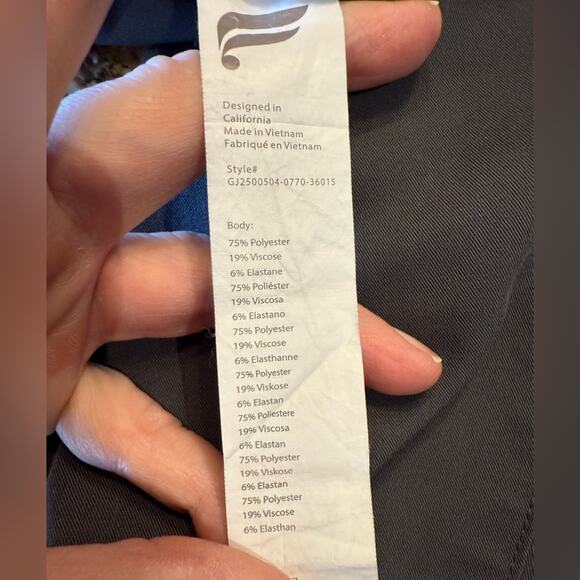 Designed in
California
Made in Vietnam
Fabriqué en Vietnam
Style#
GJ2500504-0770-3601S
Body:
75% Polyester
19% Viscose
6% Elastane
75% Poliéster
19% Viscosa
6% Elastano
75% Polyester
19% Viscose
6% Elasthanne
75% Polyester
19% Viskose
6% Elastan
75% Poliestere
19% Viscosa
6% Elastan
75% Polyester
19% Viskose
6% Elastan
75% Polyester
19% Viscose
6% Elasthan